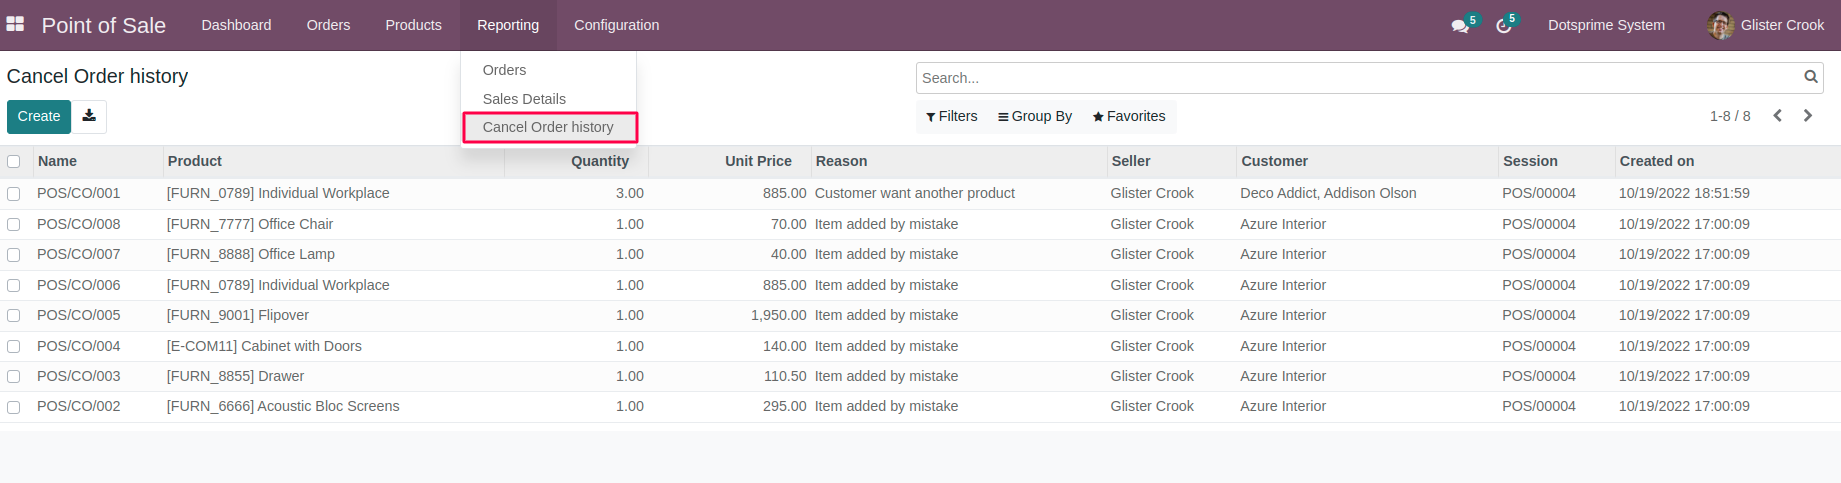 Point of Sale Dashboard Orders Products Reporting Configuration 5 5 Dotsprime System Glister Crook
Cancel Order history
Orders
Sales Details
Cancel Order history
Search...
Create
Filters Group By Favorites 1-8 / 8
Name Product Quantity Unit Price Reason Seller Customer Session Created on
POS/CO/001 [FURN_0789] Individual Workplace 3.00 885.00 Customer want another product Glister Crook Deco Addict, Addison Olson POS/00004 10/19/2022 18:51:59
POS/CO/008 [FURN_7777] Office Chair 1.00 70.00 Item added by mistake Glister Crook Azure Interior POS/00004 10/19/2022 17:00:09
POS/CO/007 [FURN_8888] Office Lamp 1.00 40.00 Item added by mistake Glister Crook Azure Interior POS/00004 10/19/2022 17:00:09
POS/CO/006 [FURN_0789] Individual Workplace 1.00 885.00 Item added by mistake Glister Crook Azure Interior POS/00004 10/19/2022 17:00:09
POS/CO/005 [FURN_9001] Flipover 1.00 1,950.00 Item added by mistake Glister Crook Azure Interior POS/00004 10/19/2022 17:00:09
POS/CO/004 [E-COM11] Cabinet with Doors 1.00 140.00 Item added by mistake Glister Crook Azure Interior POS/00004 10/19/2022 17:00:09
POS/CO/003 [FURN_8855] Drawer 1.00 110.50 Item added by mistake Glister Crook Azure Interior POS/00004 10/19/2022 17:00:09
POS/CO/002 [FURN_6666] Acoustic Bloc Screens 1.00 295.00 Item added by mistake Glister Crook Azure Interior POS/00004 10/19/2022 17:00:09